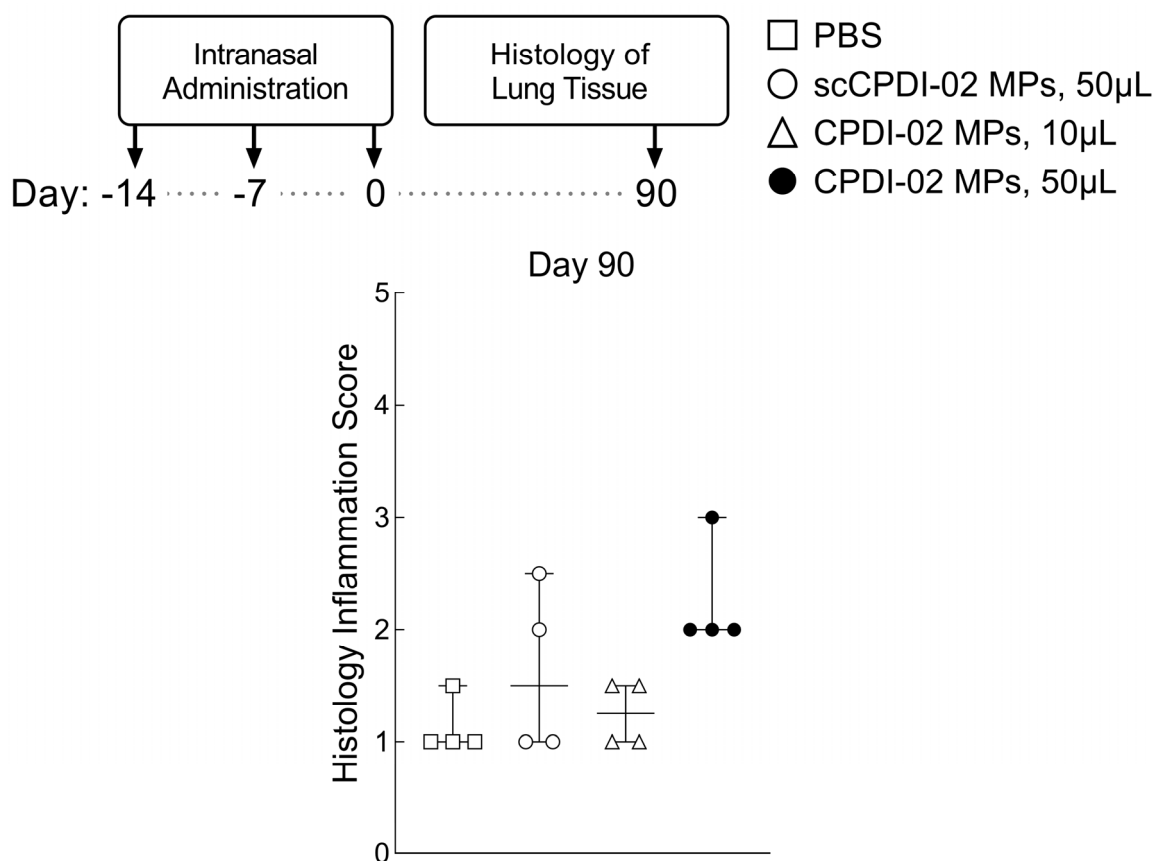 Intranasal
Administration
Histology of
Lung Tissue
Day: -14 -7 0 90
PBS
scCPDI-02 MPs, 50µL
CPDI-02 MPs, 10µL
CPDI-02 MPs, 50µL
Day 90
Histology Inflammation Score
5
4
3
2
1
0